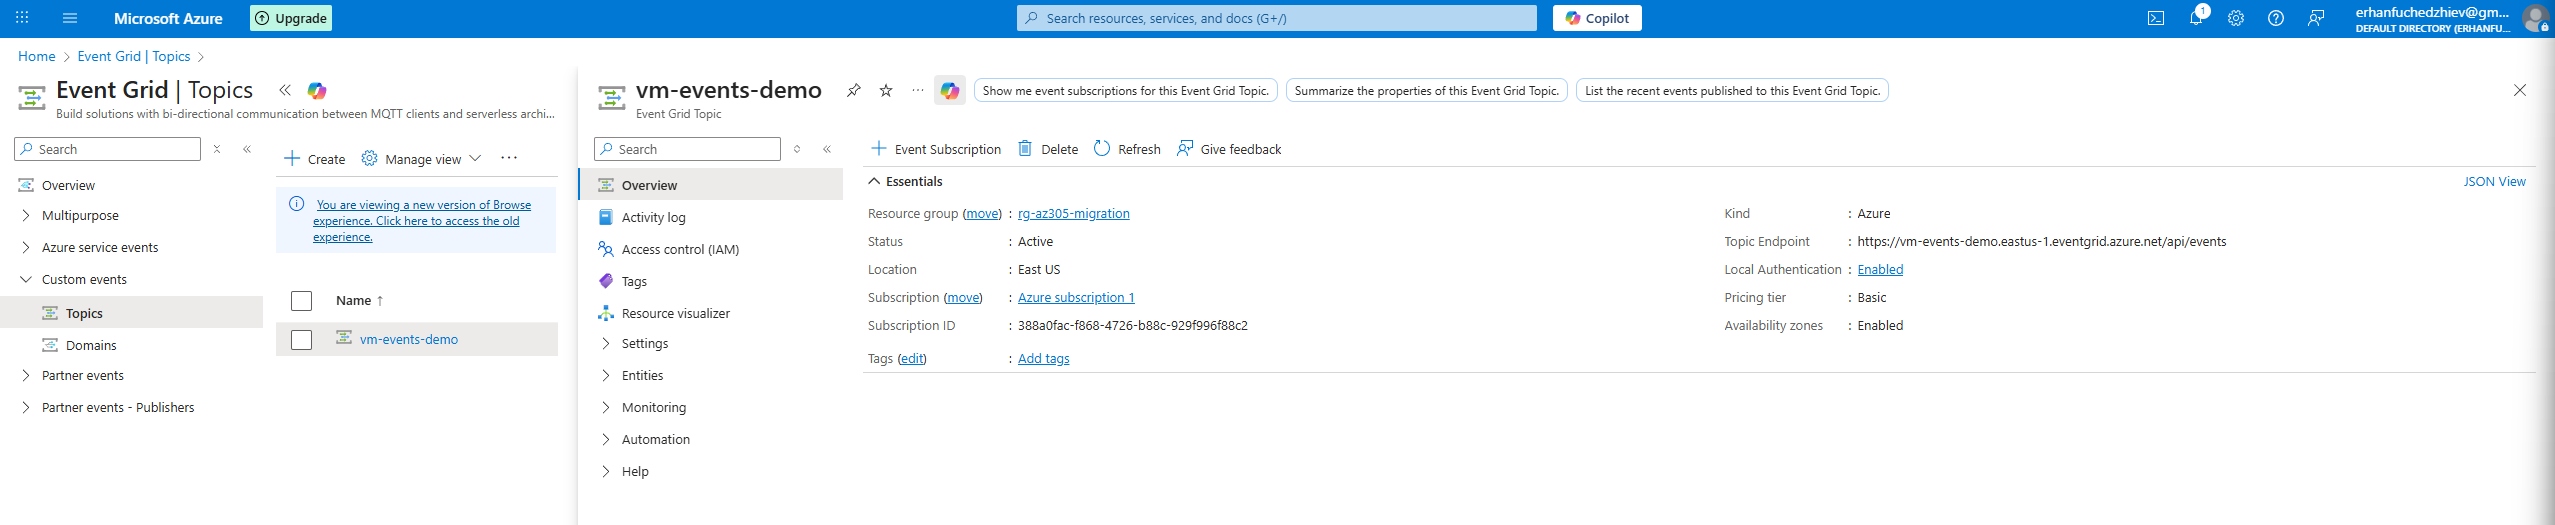 Microsoft Azure
Upgrade
Search resources, services, and docs (G+/)
Copilot
1
erhanfuchedzhiev@gm...
DEFAULT DIRECTORY (ERHANFU...
Home > Event Grid | Topics >
Event Grid | Topics
Build solutions with bi-directional communication between MQTT clients and serverless archi...
Search
Overview
Multipurpose
Azure service events
Custom events
Topics
Domains
Partner events
Partner events - Publishers
Create
Manage view
You are viewing a new version of Browse
experience. Click here to access the old
experience.
Name ↑
vm-events-demo
vm-events-demo
Event Grid Topic
Show me event subscriptions for this Event Grid Topic.
Summarize the properties of this Event Grid Topic.
List the recent events published to this Event Grid Topic.
Search
Overview
Activity log
Access control (IAM)
Tags
Resource visualizer
Settings
Entities
Monitoring
Automation
Help
Event Subscription
Delete
Refresh
Give feedback
Essentials
JSON View
Resource group (move) : rg-az305-migration
Status : Active
Location : East US
Subscription (move) : Azure subscription 1
Subscription ID : 388a0fac-f868-4726-b88c-929f996f88c2
Tags (edit) : Add tags
Kind : Azure
Topic Endpoint : https://vm-events-demo.eastus-1.eventgrid.azure.net/api/events
Local Authentication : Enabled
Pricing tier : Basic
Availability zones : Enabled